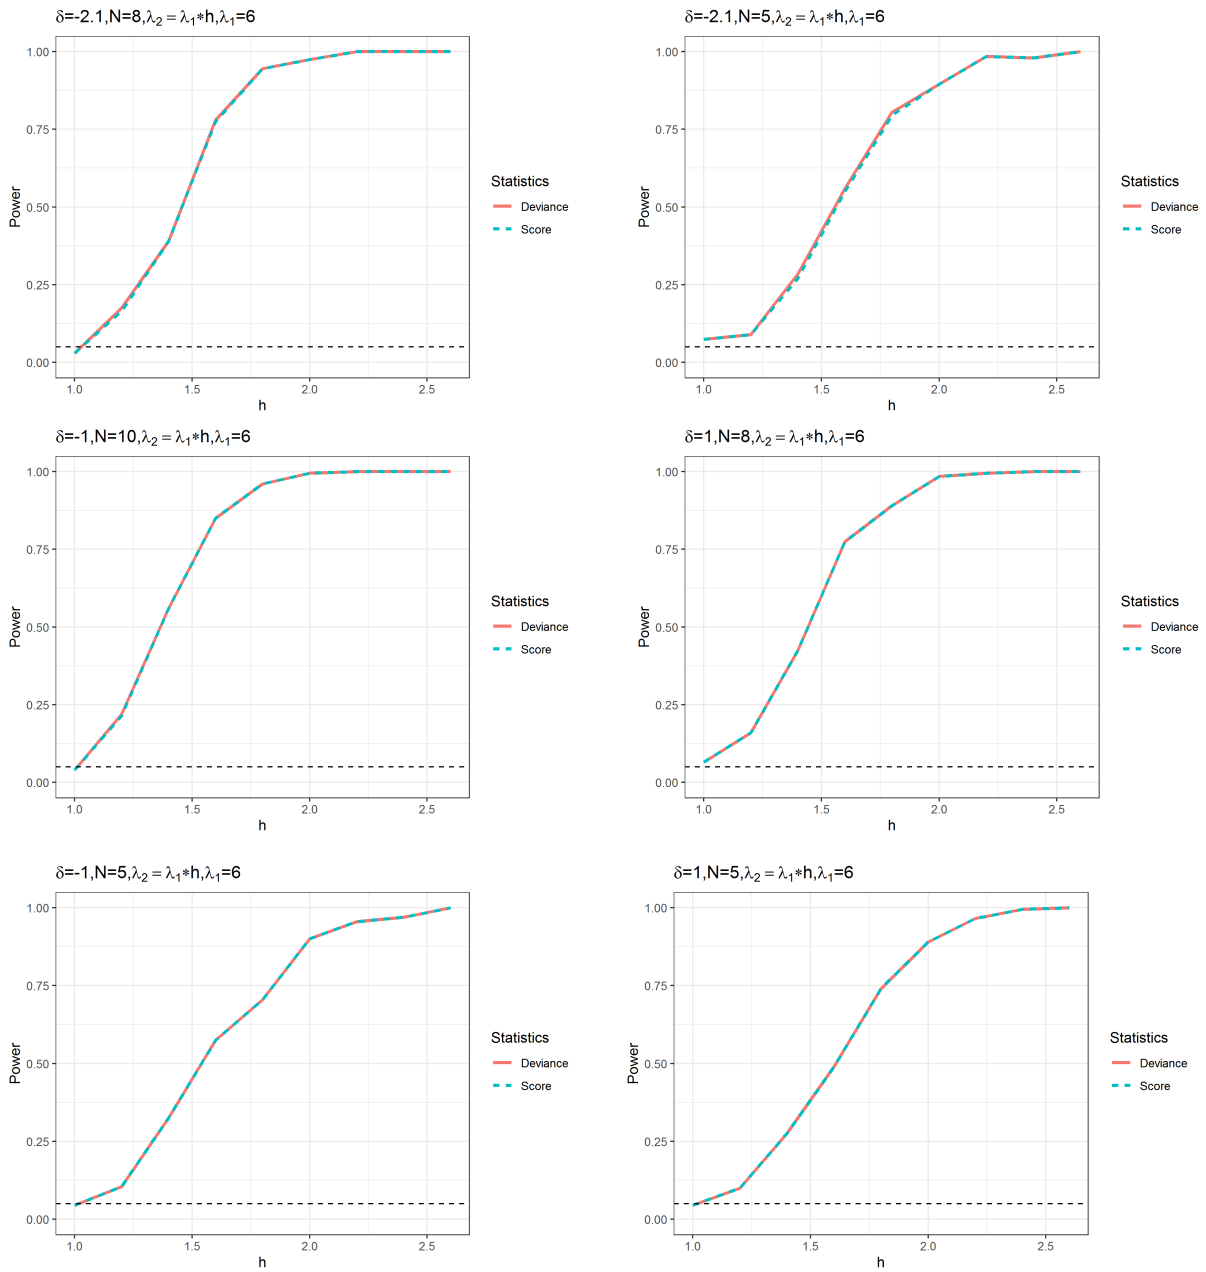 δ=-2.1,N=8,λ₂ = λ₁*h,λ₁=6
1.00
0.75
0.50
0.25
0.00
Power
1.0 1.5 2.0 2.5
h
Statistics
Deviance
Score
δ=-2.1,N=5,λ₂ = λ₁*h,λ₁=6
1.00
0.75
0.50
0.25
0.00
Power
1.0 1.5 2.0 2.5
h
Statistics
Deviance
Score
δ=-1,N=10,λ₂ = λ₁*h,λ₁=6
1.00
0.75
0.50
0.25
0.00
Power
1.0 1.5 2.0 2.5
h
Statistics
Deviance
Score
δ=1,N=8,λ₂ = λ₁*h,λ₁=6
1.00
0.75
0.50
0.25
0.00
Power
1.0 1.5 2.0 2.5
h
Statistics
Deviance
Score
δ=-1,N=5,λ₂ = λ₁*h,λ₁=6
1.00
0.75
0.50
0.25
0.00
Power
1.0 1.5 2.0 2.5
h
Statistics
Deviance
Score
δ=1,N=5,λ₂ = λ₁*h,λ₁=6
1.00
0.75
0.50
0.25
0.00
Power
1.0 1.5 2.0 2.5
h
Statistics
Deviance
Score